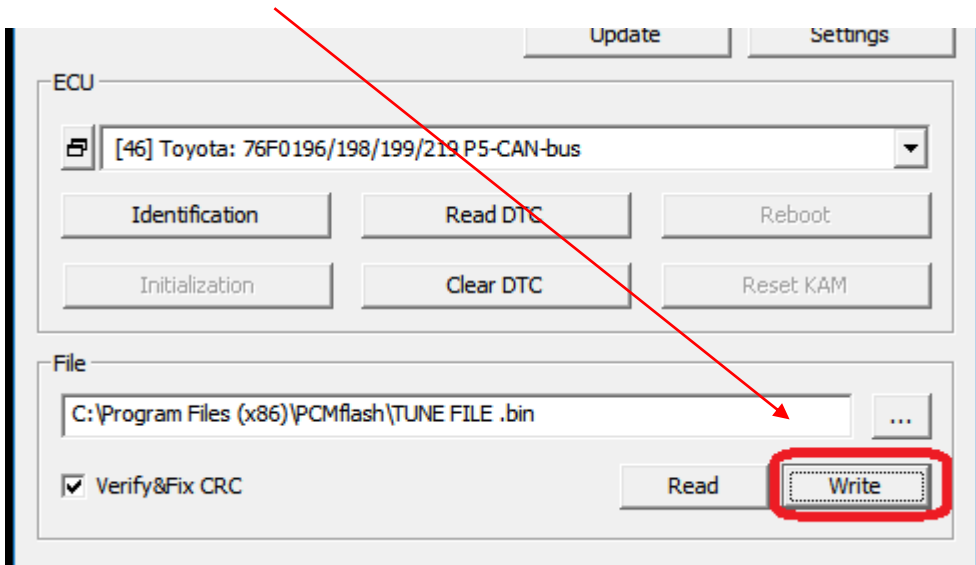 Update Settings
ECU
[46] Toyota: 76F0196/198/199/219 P5-CAN-bus
Identification Read DTC Reboot
Initialization Clear DTC Reset KAM
File
C:\Program Files (x86)\PCMflash\TUNE FILE .bin ...
Verify&Fix CRC Read Write